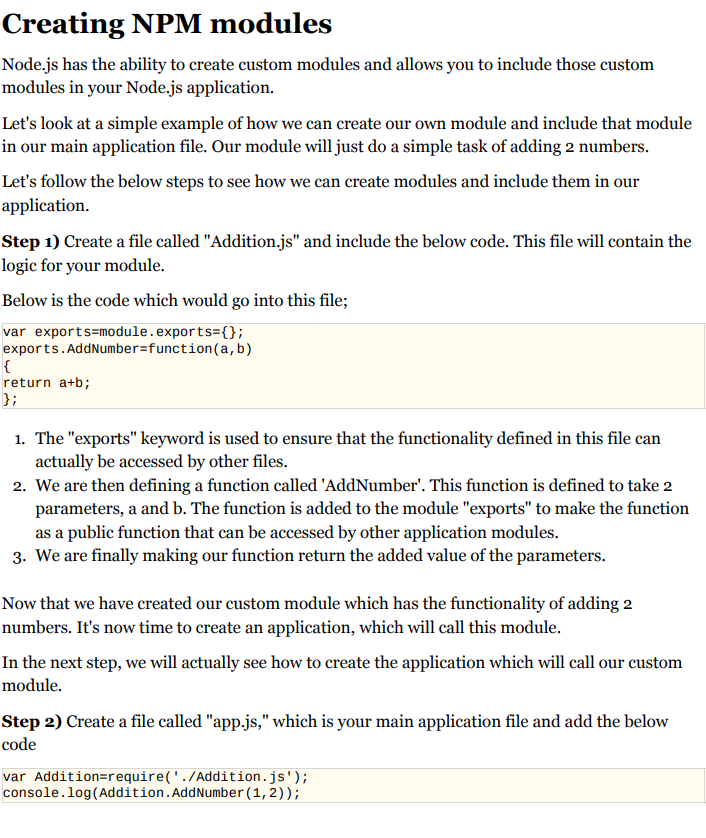 Creating NPM modules
Node.js has the ability to create custom modules and allows you to include those custom
modules in your Node.js application.
Let's look at a simple example of how we can create our own module and include that module
in our main application file. Our module will just do a simple task of adding 2 numbers.
Let's follow the below steps to see how we can create modules and include them in our
application.
Step 1) Create a file called "Addition.js" and include the below code. This file will contain the
logic for your module.
Below is the code which would go into this file;
var exports=module.exports={};
exports.AddNumber=function(a,b)
{
return a+b;
};
1. The "exports" keyword is used to ensure that the functionality defined in this file can
actually be accessed by other files.
2. We are then defining a function called 'AddNumber'. This function is defined to take 2
parameters, a and b. The function is added to the module "exports" to make the function
as a public function that can be accessed by other application modules.
3. We are finally making our function return the added value of the parameters.
Now that we have created our custom module which has the functionality of adding 2
numbers. It's now time to create an application, which will call this module.
In the next step, we will actually see how to create the application which will call our custom
module.
Step 2) Create a file called "app.js," which is your main application file and add the below
code
var Addition=require('./Addition.js');
console.log(Addition.AddNumber(1,2));